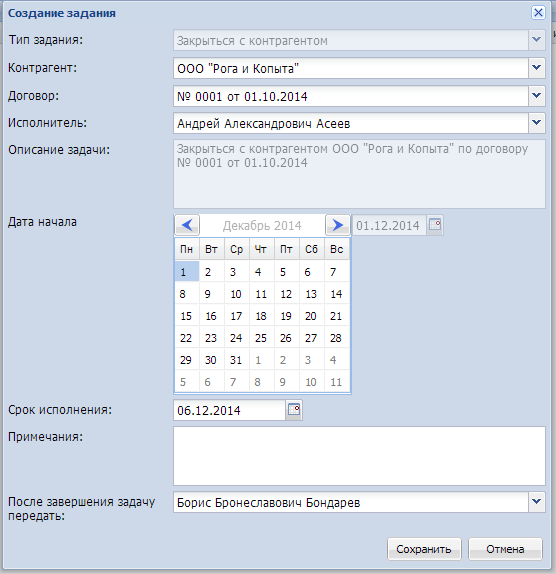 Создание задания
Тип задания: Закрыться с контрагентом
Контрагент: ООО "Рога и Копыта"
Договор: № 0001 от 01.10.2014
Исполнитель: Андрей Александрович Асеев
Описание задачи: Закрыться с контрагентом ООО "Рога и Копыта" по договору
№ 0001 от 01.10.2014
Дата начала Декабрь 2014 01.12.2014
Пн Вт Ср Чт Пт Сб Вс
1 2 3 4 5 6 7
8 9 10 11 12 13 14
15 16 17 18 19 20 21
22 23 24 25 26 27 28
29 30 31 1 2 3 4
5 6 7 8 9 10 11
Срок исполнения: 06.12.2014
Примечания:
После завершения задачу
передать: Борис Бронеславович Бондарев
Сохранить Отмена